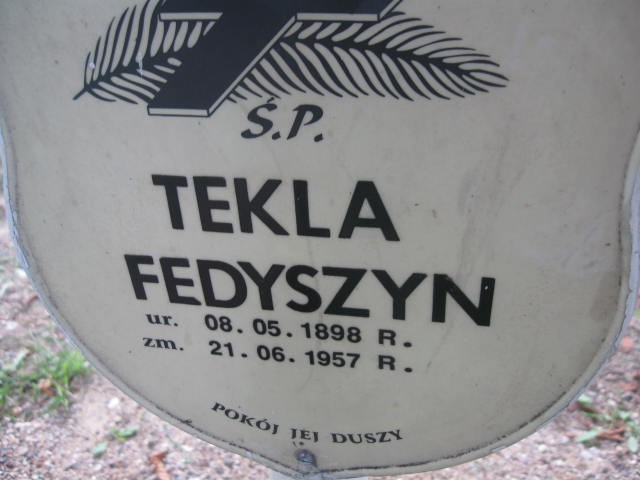 Ś.P.
TEKLA
FEDYSZYN
ur. 08.05.1898 R.
zm. 21.06.1957 R.
POKÓJ JEJ DUSZY